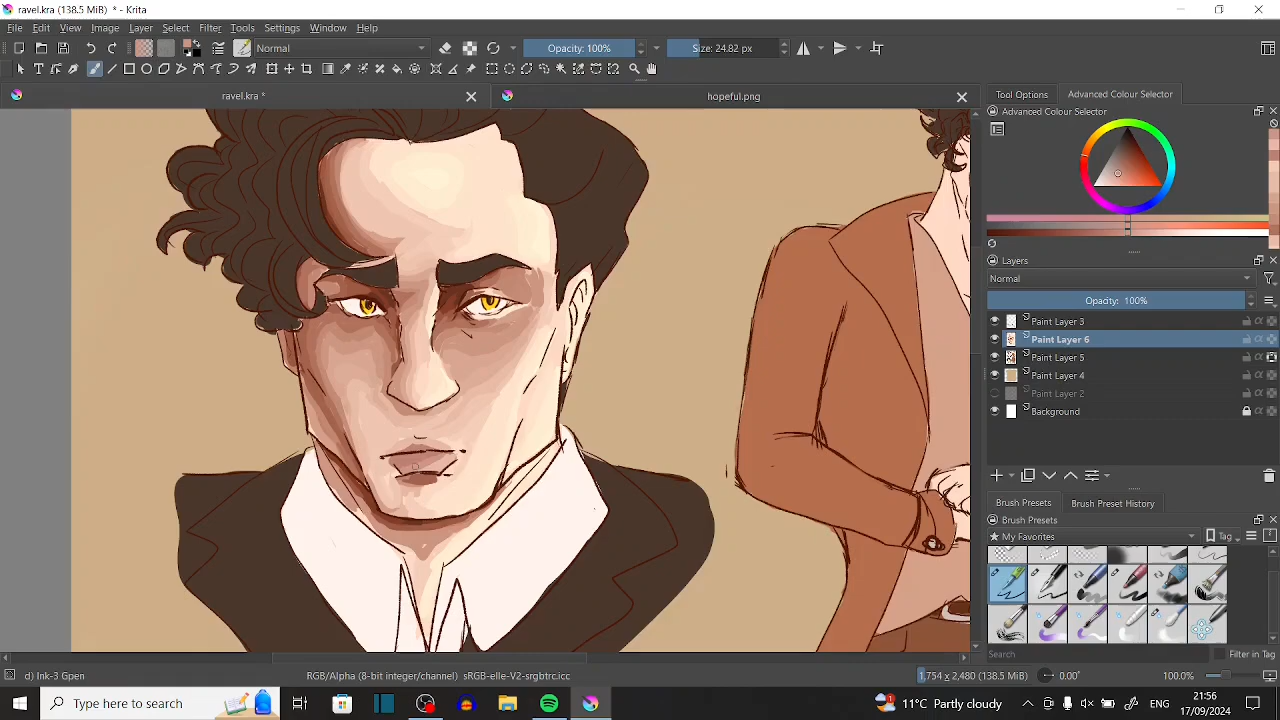 ravel.kra (138.5 MiB) * - Krita
File Edit View Image Layer Select Filter Tools Settings Window Help
Normal Opacity: 100% Size: 24.82 px
ravel.kra * hopeful.png
Tool Options Advanced Colour Selector
Advanced Colour Selector
Layers
Normal
Opacity: 100%
Paint Layer 3
Paint Layer 6
Paint Layer 5
Paint Layer 4
Paint Layer 2
Background
Brush Presets Brush Preset History
Brush Presets
My Favorites Tag
Search Filter in Tag
d) Ink-3 Gpen RGB/Alpha (8-bit integer/channel) sRGB-elle-V2-srgbtrc.icc 1,754 x 2,480 (138.5 MiB) 0.00° 100.0%
Type here to search 11°C Partly cloudy ENG 21:56
17/09/2024